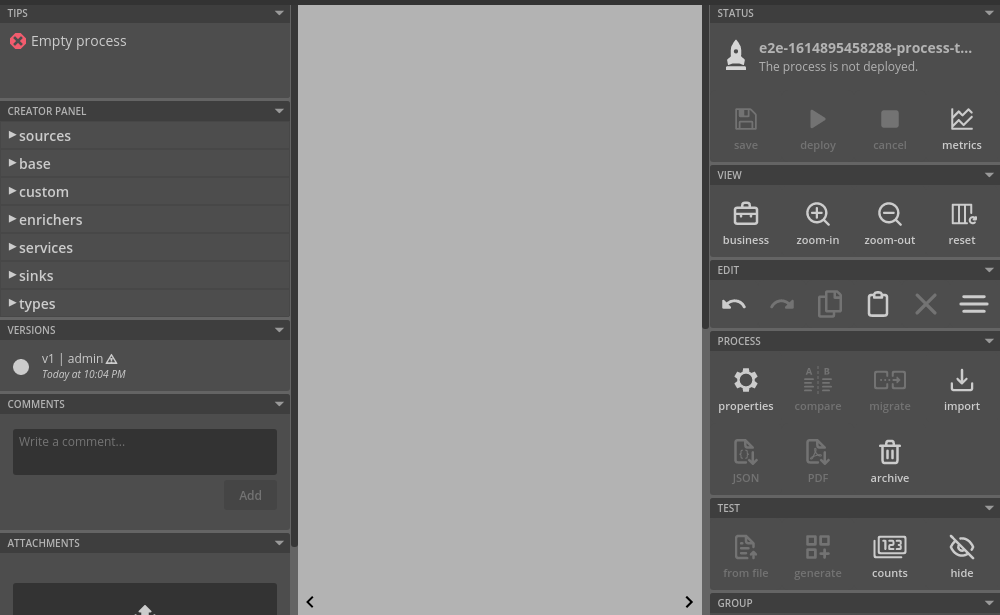 TIPS
Empty process
CREATOR PANEL
sources
base
custom
enrichers
services
sinks
types
VERSIONS
v1 | admin
Today at 10:04 PM
COMMENTS
Write a comment...
Add
ATTACHMENTS
STATUS
e2e-1614895458288-process-t...
The process is not deployed.
save deploy cancel metrics
VIEW
business zoom-in zoom-out reset
EDIT
PROCESS
A B
properties compare migrate import
JSON PDF archive
TEST
123
from file generate counts hide
GROUP